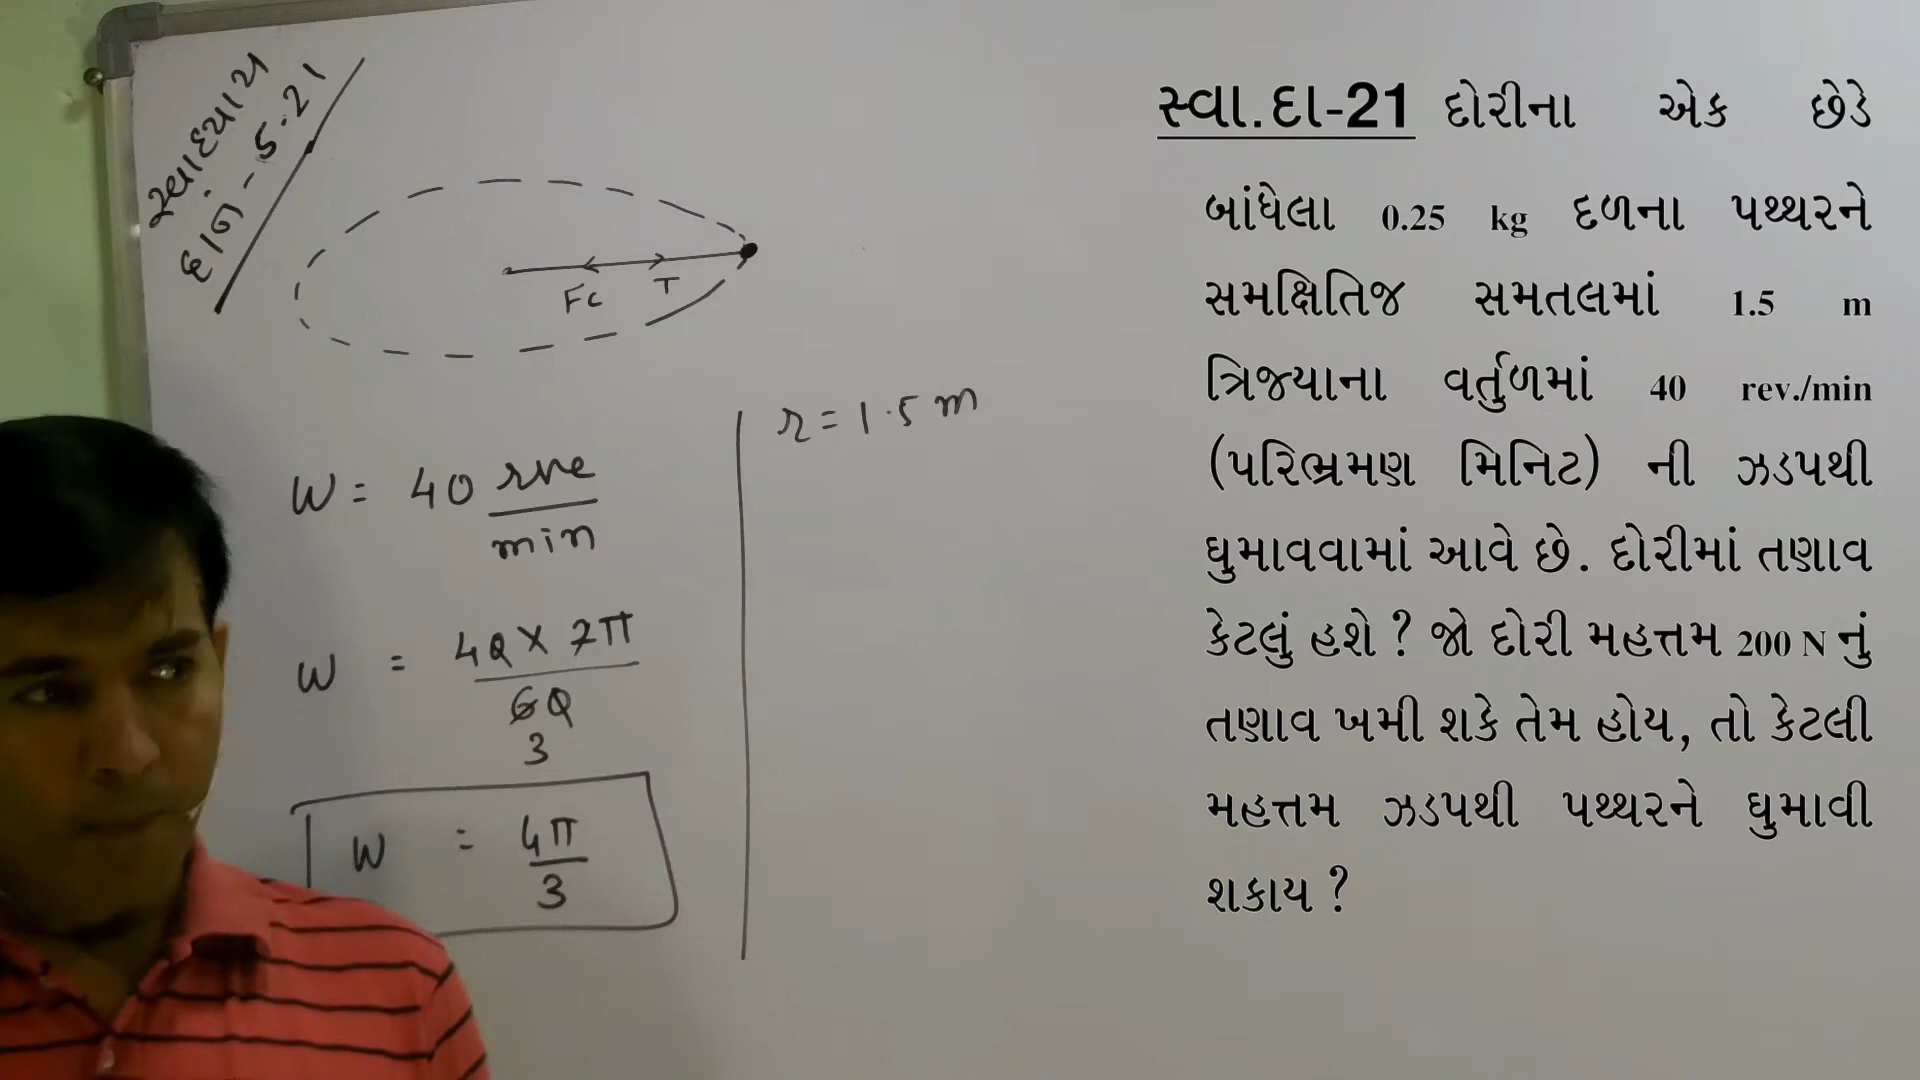 સ્વાધ્યાય
દાનં - 5.21
Fc T
W = 40 rve/min
W = 40 X 2π / 60
3
W = 4π/3
r = 1.5 m
સ્વા.દા-21 દોરીના એક છેડે
બાંધેલા 0.25 kg દળના પથ્થરને
સમક્ષિતિજ સમતલમાં 1.5 m
ત્રિજ્યાના વર્તુળમાં 40 rev./min
(પરિભ્રમણ મિનિટ) ની ઝડપથી
ઘુમાવવામાં આવે છે. દોરીમાં તણાવ
કેટલું હશે ? જો દોરી મહત્તમ 200 N નું
તણાવ ખમી શકે તેમ હોય, તો કેટલી
મહત્તમ ઝડપથી પથ્થરને ઘુમાવી
શકાય ?